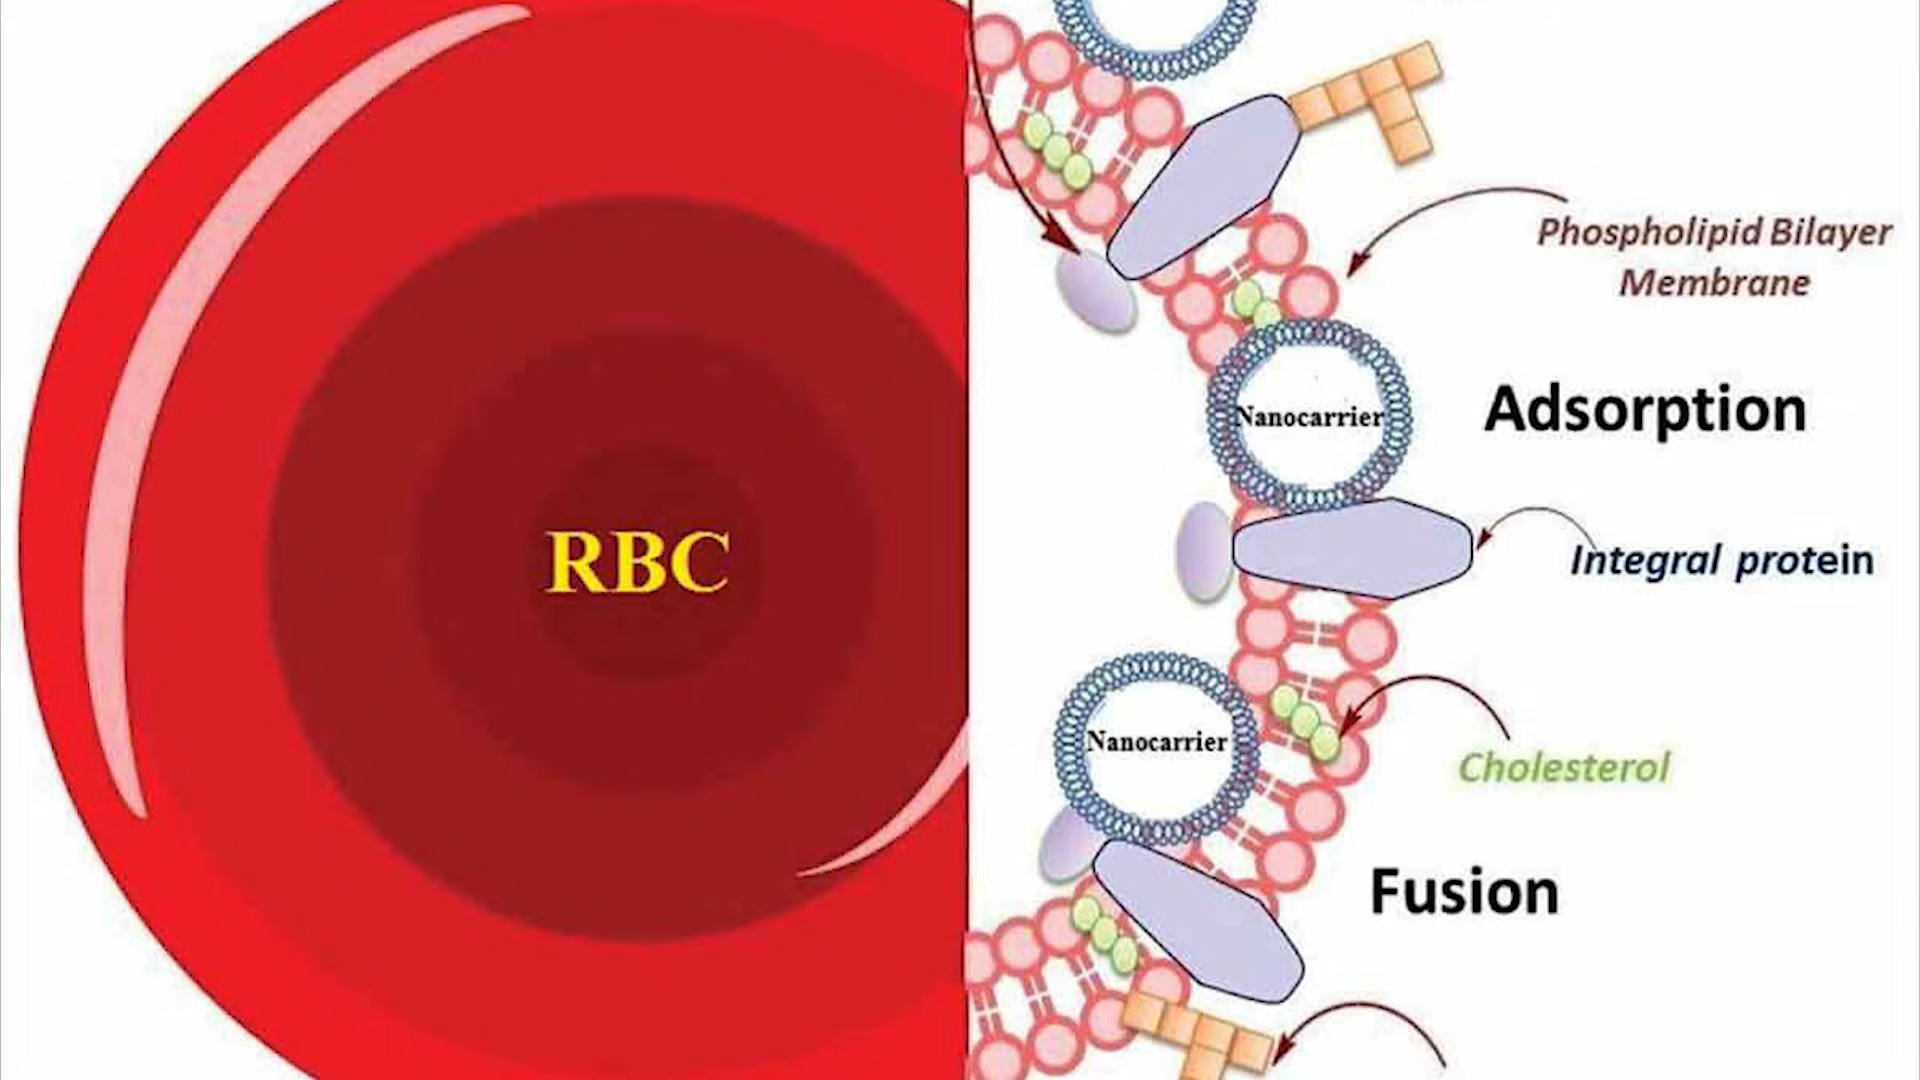 RBC
Phospholipid Bilayer
Membrane
Nanocarrier
Adsorption
Integral protein
Nanocarrier
Cholesterol
Fusion